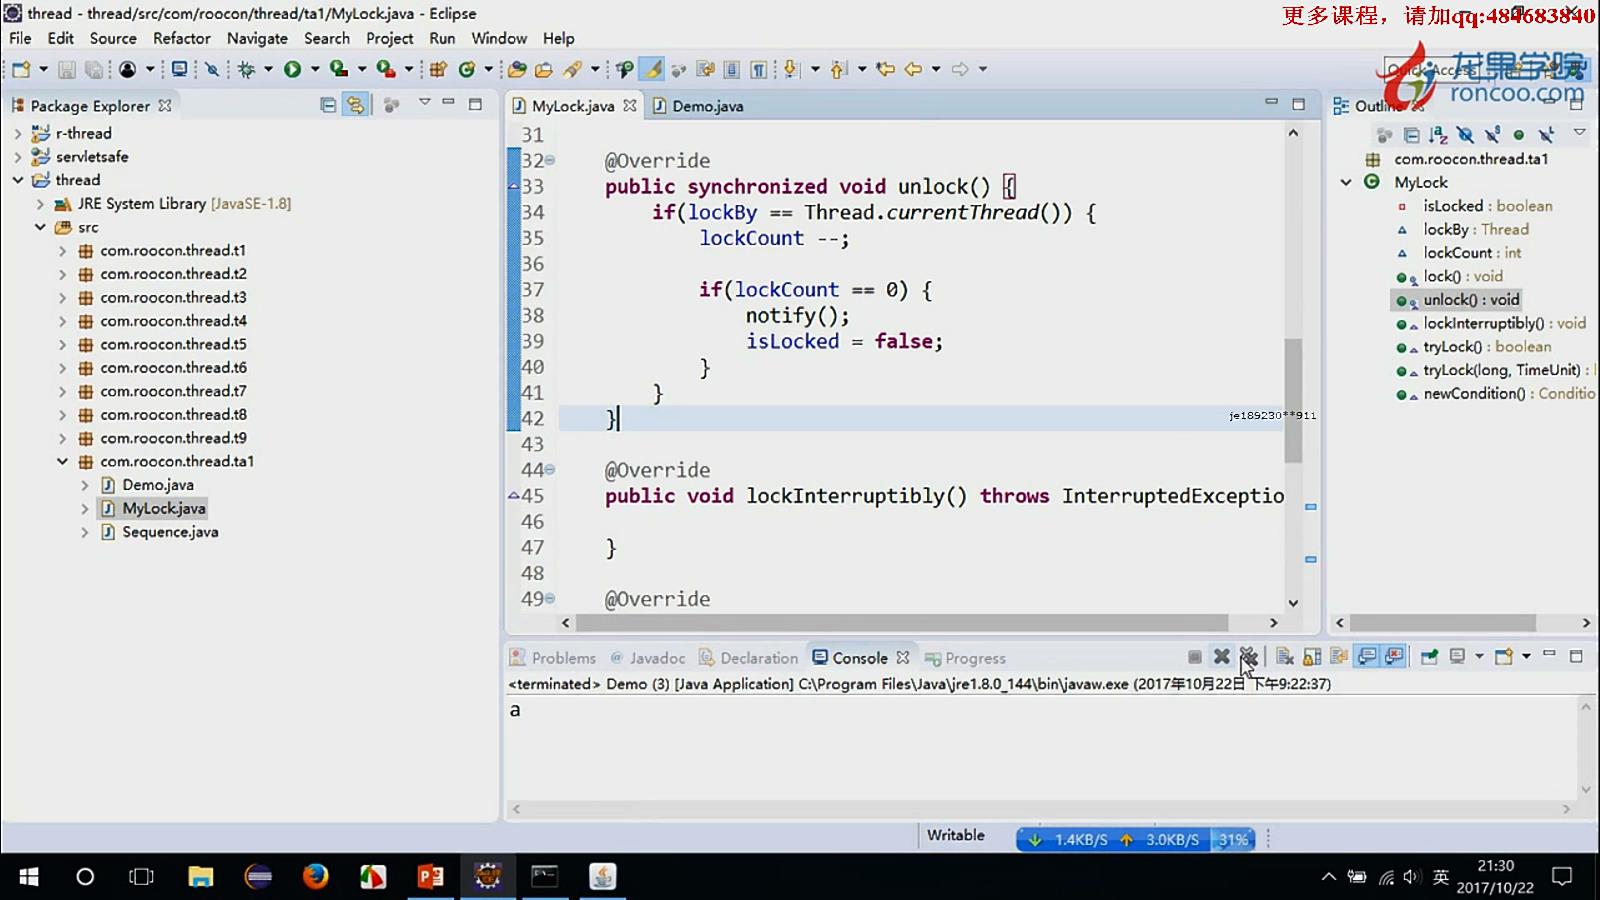 thread - thread/src/com/roocon/thread/ta1/MyLock.java - Eclipse
更多课程，请加qq:484683840
File Edit Source Refactor Navigate Search Project Run Window Help
Quick Access
龙果学院
roncoo.com
Package Explorer
r-thread
servletsafe
thread
JRE System Library [JavaSE-1.8]
src
com.roocon.thread.t1
com.roocon.thread.t2
com.roocon.thread.t3
com.roocon.thread.t4
com.roocon.thread.t5
com.roocon.thread.t6
com.roocon.thread.t7
com.roocon.thread.t8
com.roocon.thread.t9
com.roocon.thread.ta1
Demo.java
MyLock.java
Sequence.java
MyLock.java Demo.java
31
32 @Override
33 public synchronized void unlock() {
34 if(lockBy == Thread.currentThread()) {
35 lockCount --;
36
37 if(lockCount == 0) {
38 notify();
39 isLocked = false;
40 }
41 }
42 }
je189230**911
43
44 @Override
45 public void lockInterruptibly() throws InterruptedExceptio
46
47 }
48
49 @Override
Outline
com.roocon.thread.ta1
MyLock
isLocked : boolean
lockBy : Thread
lockCount : int
lock() : void
unlock() : void
lockInterruptibly() : void
tryLock() : boolean
tryLock(long, TimeUnit) :
newCondition() : Conditio
Problems Javadoc Declaration Console Progress
<terminated> Demo (3) [Java Application] C:\Program Files\Java\jre1.8.0_144\bin\javaw.exe (2017年10月22日 下午9:22:37)
a
Writable
1.4KB/S 3.0KB/S 31%
英
21:30
2017/10/22